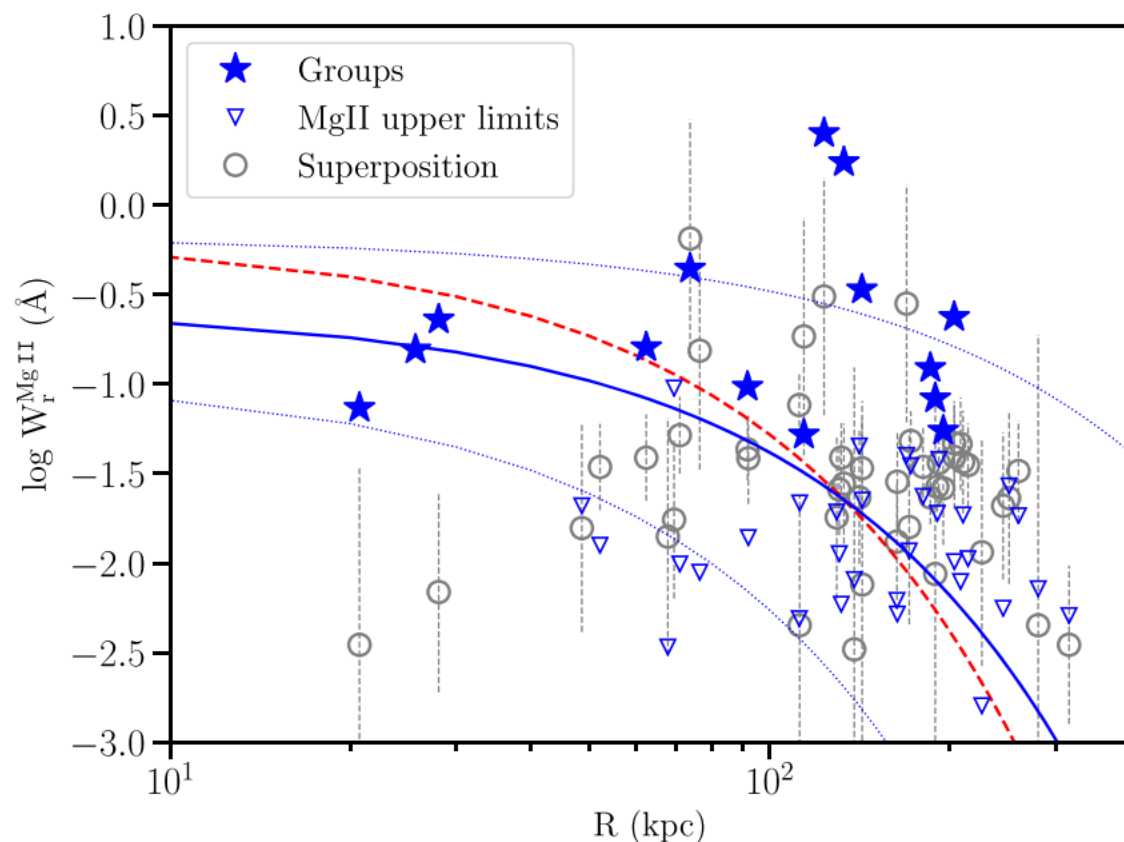 1.0
0.5
0.0
−0.5
−1.0
−1.5
−2.0
−2.5
−3.0
log W_r^{Mg II} (Å)
Groups
MgII upper limits
Superposition
10^1
10^2
R (kpc)